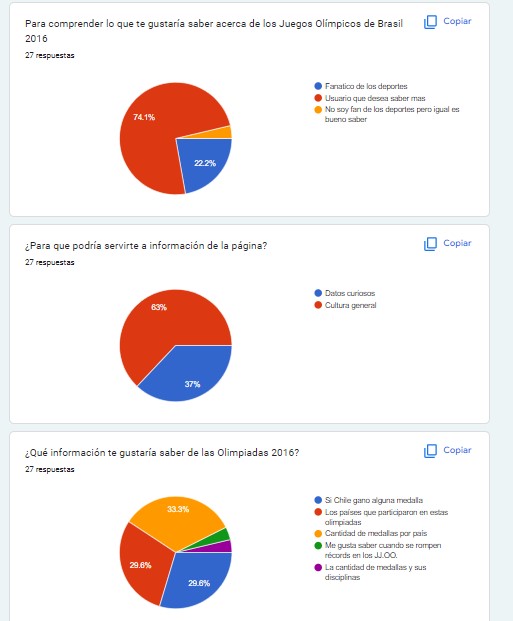 Para comprender lo que te gustaría saber acerca de los Juegos Olímpicos de Brasil
2016
Copiar
27 respuestas
74.1%
22.2%
Fanatico de los deportes
Usuario que desea saber mas
No soy fan de los deportes pero igual es
bueno saber
¿Para que podría servirte a información de la página?
Copiar
27 respuestas
63%
37%
Datos curiosos
Cultura general
¿Qué información te gustaría saber de las Olimpiadas 2016?
Copiar
27 respuestas
33.3%
29.6%
29.6%
Si Chile gano alguna medalla
Los países que participaron en estas
olimpiadas
Cantidad de medallas por país
Me gusta saber cuando se rompen
récords en los JJ.OO.
La cantidad de medallas y sus
disciplinas